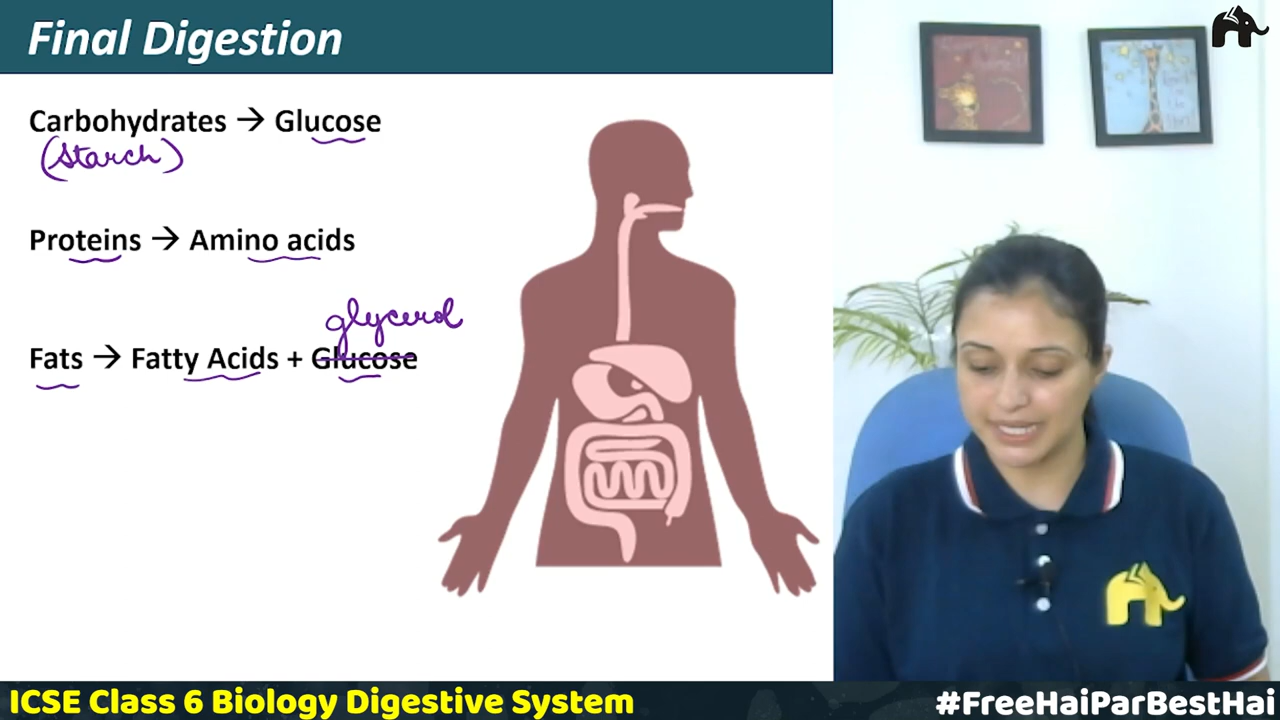 Final Digestion
Carbohydrates → Glucose
(Starch)
Proteins → Amino acids
glycerol
Fats → Fatty Acids + Glucose
ICSE Class 6 Biology Digestive System
#FreeHaiParBestHai